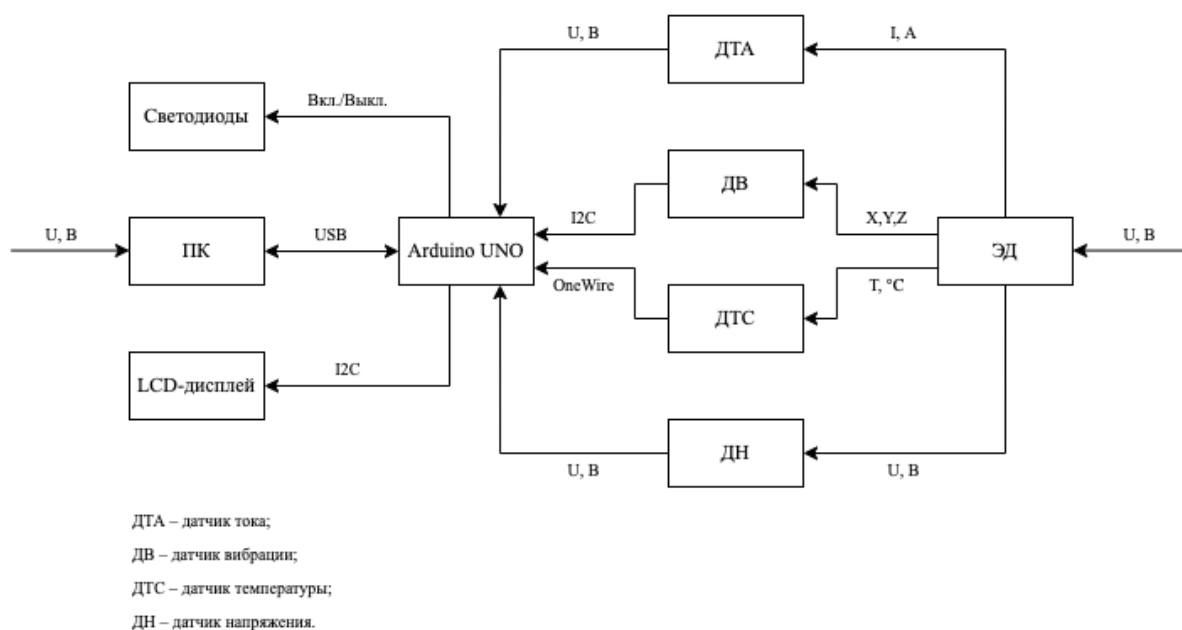 U, В
ДТА
I, А
Вкл./Выкл.
Светодиоды
ДВ
I2C
X,Y,Z
U, В
ПК
USB
Arduino UNO
ЭД
U, В
OneWire
T, °C
ДТС
LCD-дисплей
I2C
ДН
U, В
U, В
ДТА – датчик тока;
ДВ – датчик вибрации;
ДТС – датчик температуры;
ДН – датчик напряжения.